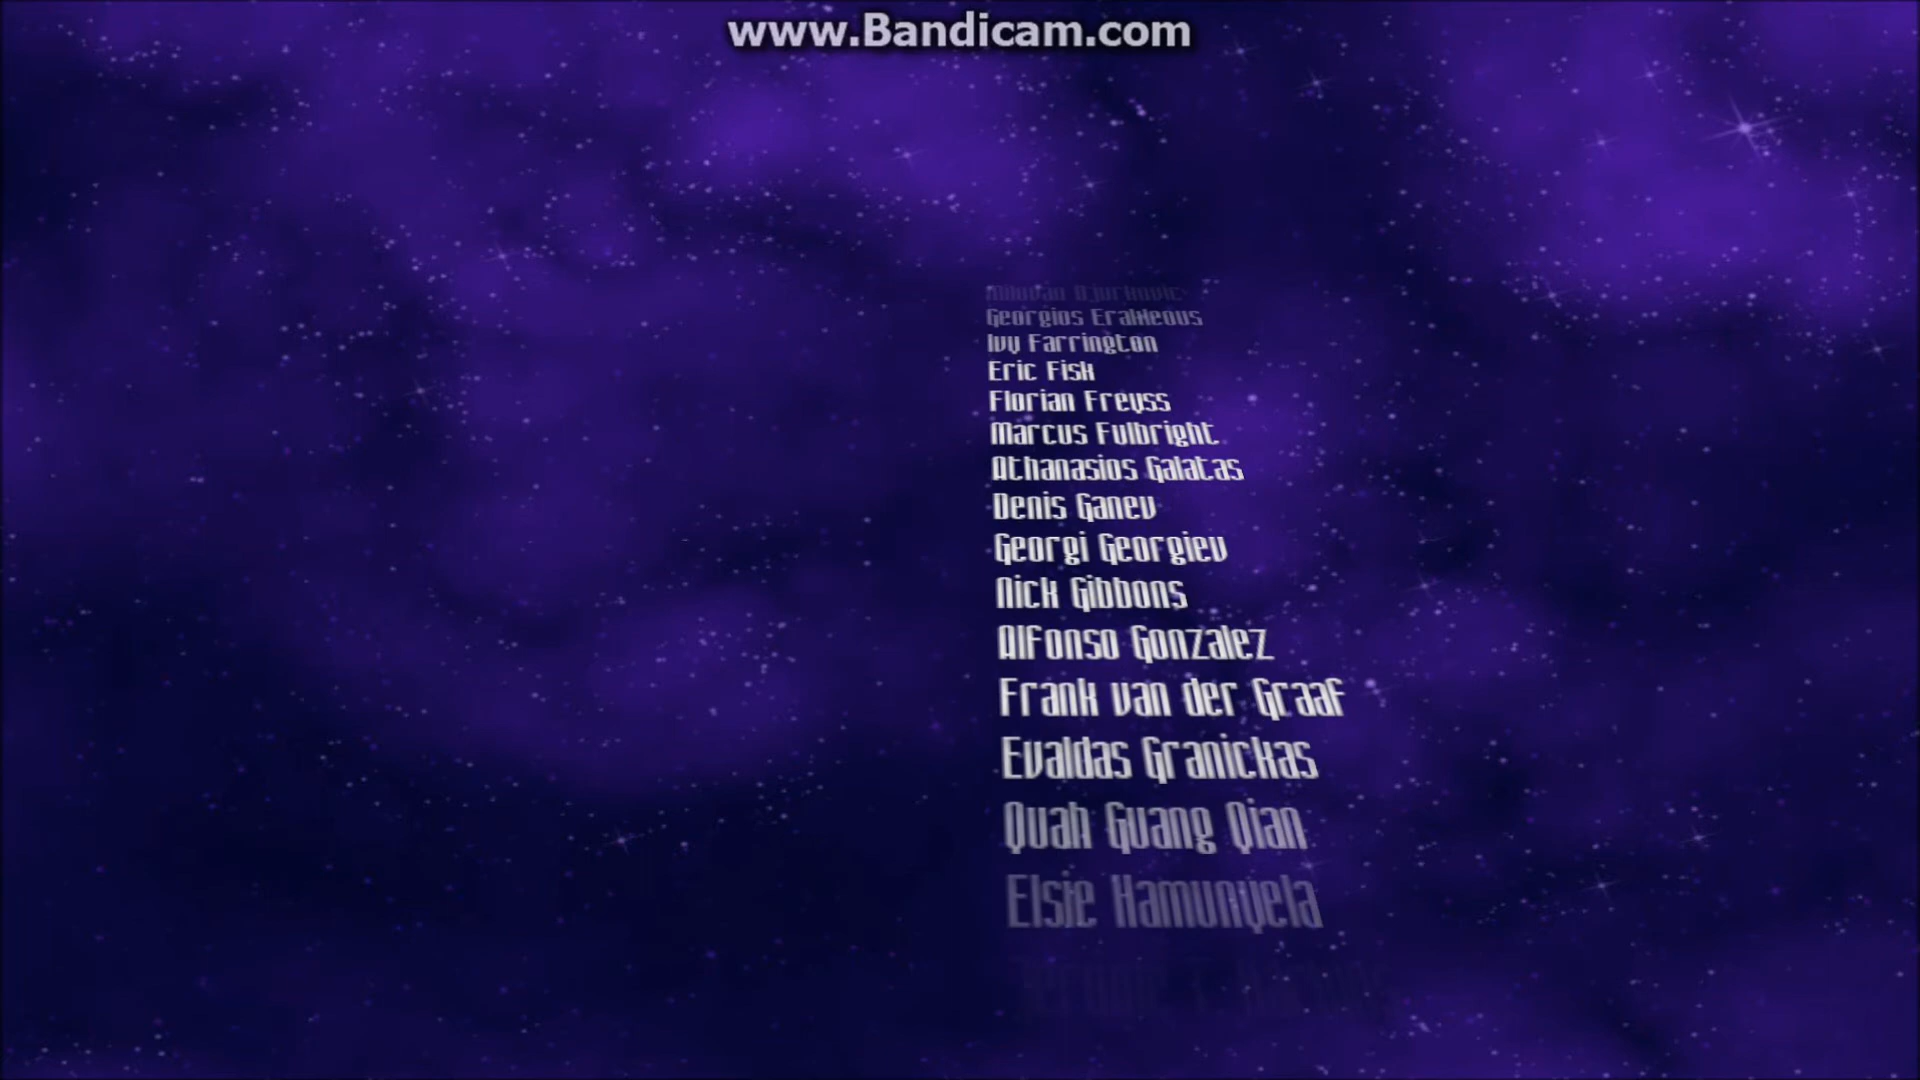 www.Bandicam.com
Georgios Erakleous
Ivy Farrington
Eric Fisk
Florian Freyss
Marcus Fulbright
Athanasios Galatas
Denis Ganev
Georgi Georgiev
Nick Gibbons
Alfonso Gonzalez
Frank van der Graaf
Evaldas Granickas
Quah Guang Qian
Elsie Hamunyela